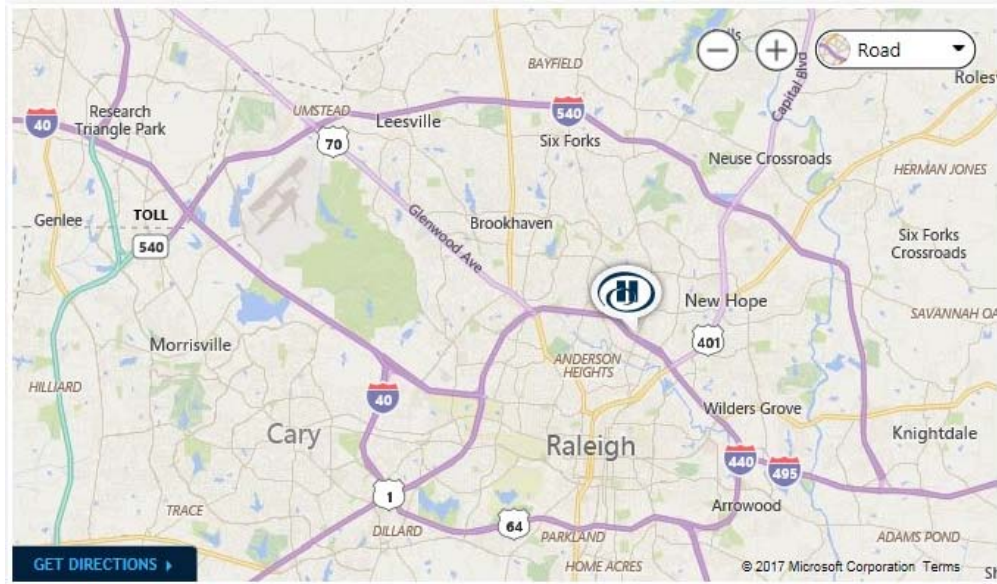 BAYFIELD
Road
Capital Blvd
40
Research
Triangle Park
UMSTEAD
Leesville
540
Six Forks
70
Neuse Crossroads
HERMAN JONES
Genlee
TOLL
540
Glenwood Ave
Brookhaven
Six Forks
Crossroads
H
New Hope
401
Morrisville
ANDERSON
HEIGHTS
HILLIARD
40
Wilders Grove
Cary
Raleigh
Knightdale
440
495
1
Arrowood
TRACE
DILLARD
64
PARKLAND
ADAMS POND
HOME ACRES
GET DIRECTIONS
© 2017 Microsoft Corporation Terms